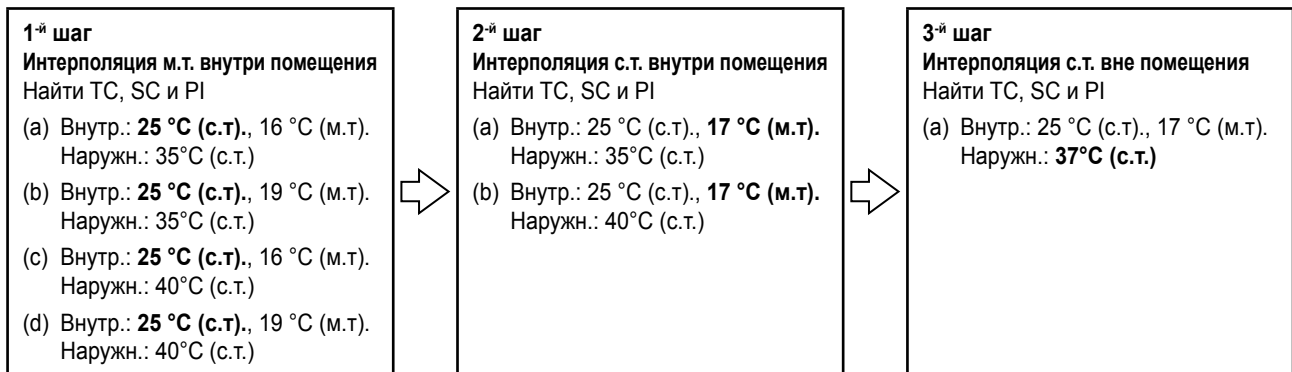 1-й шаг
Интерполяция м.т. внутри помещения
Найти TC, SC и PI
(a) Внутр.: 25 °C (с.т)., 16 °C (м.т).
Наружн.: 35°C (с.т.)
(b) Внутр.: 25 °C (с.т)., 19 °C (м.т).
Наружн.: 35°C (с.т.)
(c) Внутр.: 25 °C (с.т)., 16 °C (м.т).
Наружн.: 40°C (с.т.)
(d) Внутр.: 25 °C (с.т)., 19 °C (м.т).
Наружн.: 40°C (с.т.)
2-й шаг
Интерполяция с.т. внутри помещения
Найти TC, SC и PI
(a) Внутр.: 25 °C (с.т)., 17 °C (м.т).
Наружн.: 35°C (с.т.)
(b) Внутр.: 25 °C (с.т)., 17 °C (м.т).
Наружн.: 40°C (с.т.)
3-й шаг
Интерполяция с.т. вне помещения
Найти TC, SC и PI
(a) Внутр.: 25 °C (с.т)., 17 °C (м.т).
Наружн.: 37°C (с.т.)